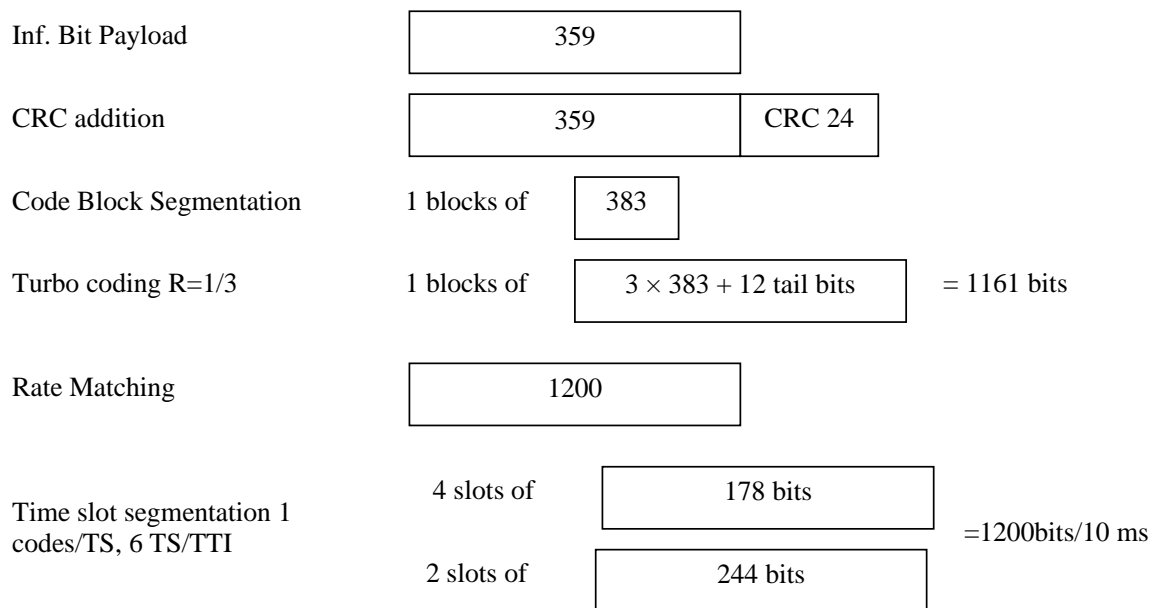 Inf. Bit Payload 359
CRC addition 359 CRC 24
Code Block Segmentation 1 blocks of 383
Turbo coding R=1/3 1 blocks of 3 × 383 + 12 tail bits = 1161 bits
Rate Matching 1200
4 slots of 178 bits
Time slot segmentation 1
codes/TS, 6 TS/TTI
=1200bits/10 ms
2 slots of 244 bits